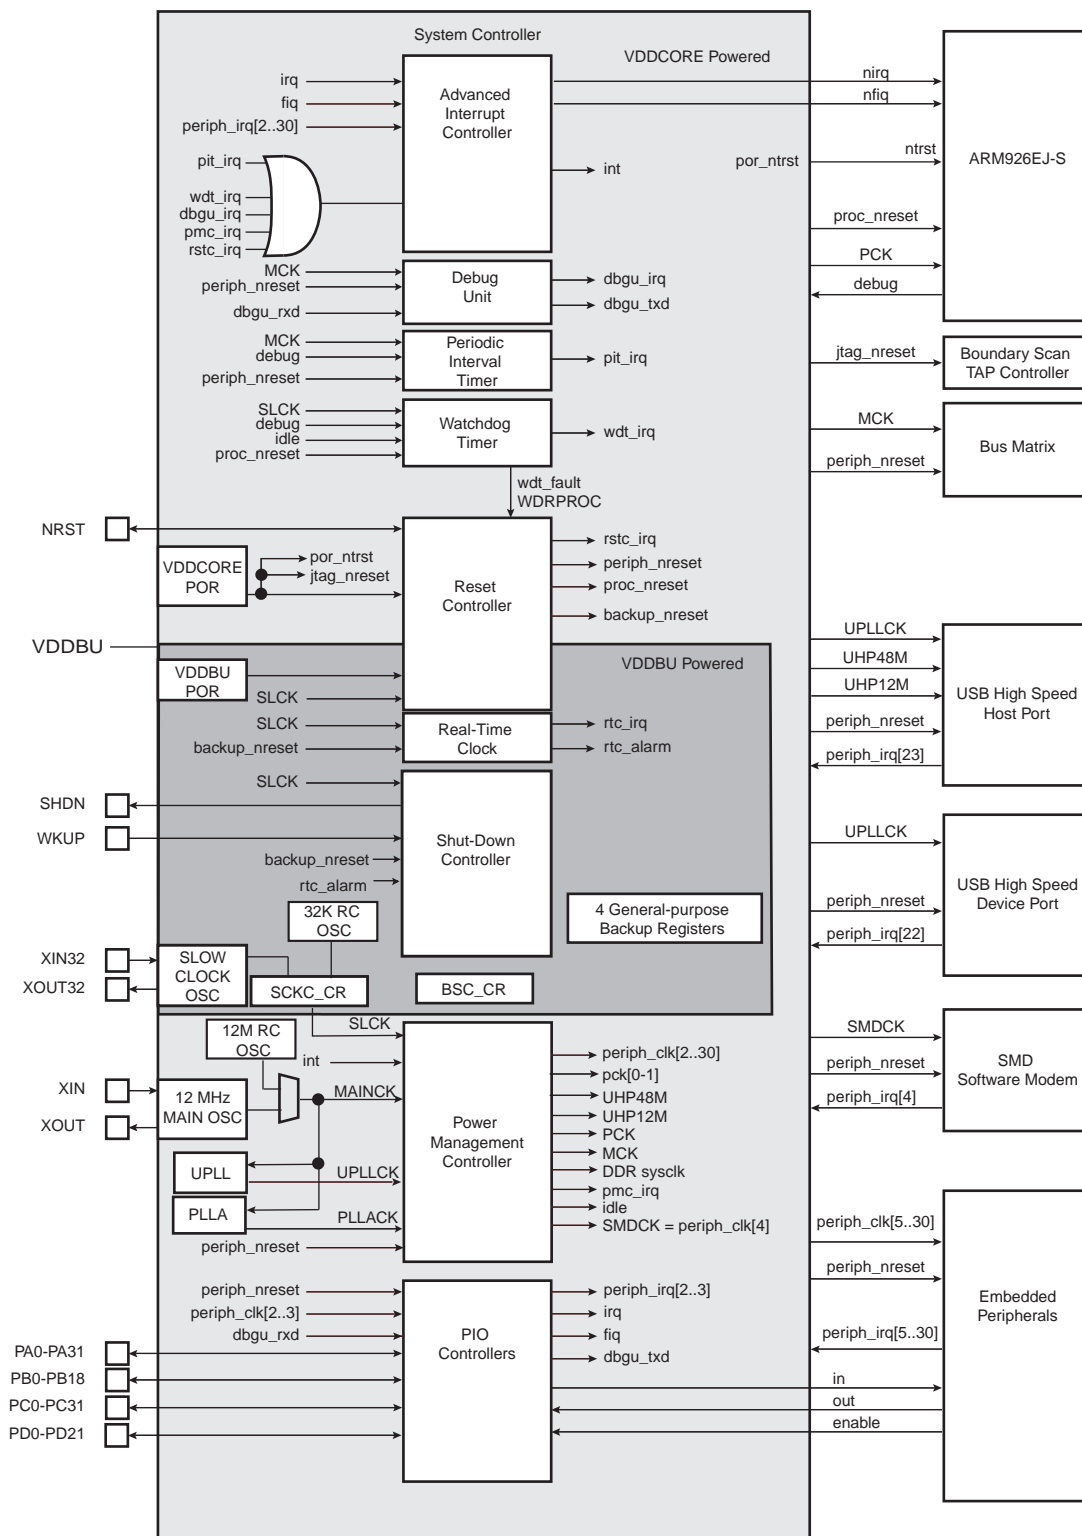 System Controller
VDDCORE Powered
irq
fiq
periph_irq[2..30]
pit_irq
wdt_irq
dbgu_irq
pmc_irq
rstc_irq
Advanced
Interrupt
Controller
int
nirq
nfiq
por_ntrst
ntrst
proc_nreset
PCK
debug
ARM926EJ-S
MCK
periph_nreset
dbgu_rxd
Debug
Unit
dbgu_irq
dbgu_txd
MCK
debug
periph_nreset
Periodic
Interval
Timer
pit_irq
jtag_nreset
Boundary Scan
TAP Controller
SLCK
debug
idle
proc_nreset
Watchdog
Timer
wdt_irq
MCK
periph_nreset
Bus Matrix
wdt_fault
WDRPROC
NRST
VDDCORE
POR
por_ntrst
jtag_nreset
Reset
Controller
rstc_irq
periph_nreset
proc_nreset
backup_nreset
VDDBU
VDDBU Powered
VDDBU
POR
SLCK
UPLLCK
UHP48M
UHP12M
periph_nreset
periph_irq[23]
USB High Speed
Host Port
SLCK
backup_nreset
Real-Time
Clock
rtc_irq
rtc_alarm
SLCK
SHDN
WKUP
backup_nreset
rtc_alarm
Shut-Down
Controller
UPLLCK
periph_nreset
periph_irq[22]
USB High Speed
Device Port
32K RC
OSC
4 General-purpose
Backup Registers
XIN32
XOUT32
SLOW
CLOCK
OSC
SCKC_CR
BSC_CR
12M RC
OSC
SLCK
int
XIN
XOUT
12 MHz
MAIN OSC
MAINCK
UPLL
UPLLCK
PLLA
PLLACK
periph_nreset
Power
Management
Controller
periph_clk[2..30]
pck[0-1]
UHP48M
UHP12M
PCK
MCK
DDR sysclk
pmc_irq
idle
SMDCK = periph_clk[4]
SMDCK
periph_nreset
periph_irq[4]
SMD
Software Modem
periph_nreset
periph_clk[2..3]
dbgu_rxd
PA0-PA31
PB0-PB18
PC0-PC31
PD0-PD21
PIO
Controllers
periph_irq[2..3]
irq
fiq
dbgu_txd
periph_clk[5..30]
periph_nreset
periph_irq[5..30]
in
out
enable
Embedded
Peripherals